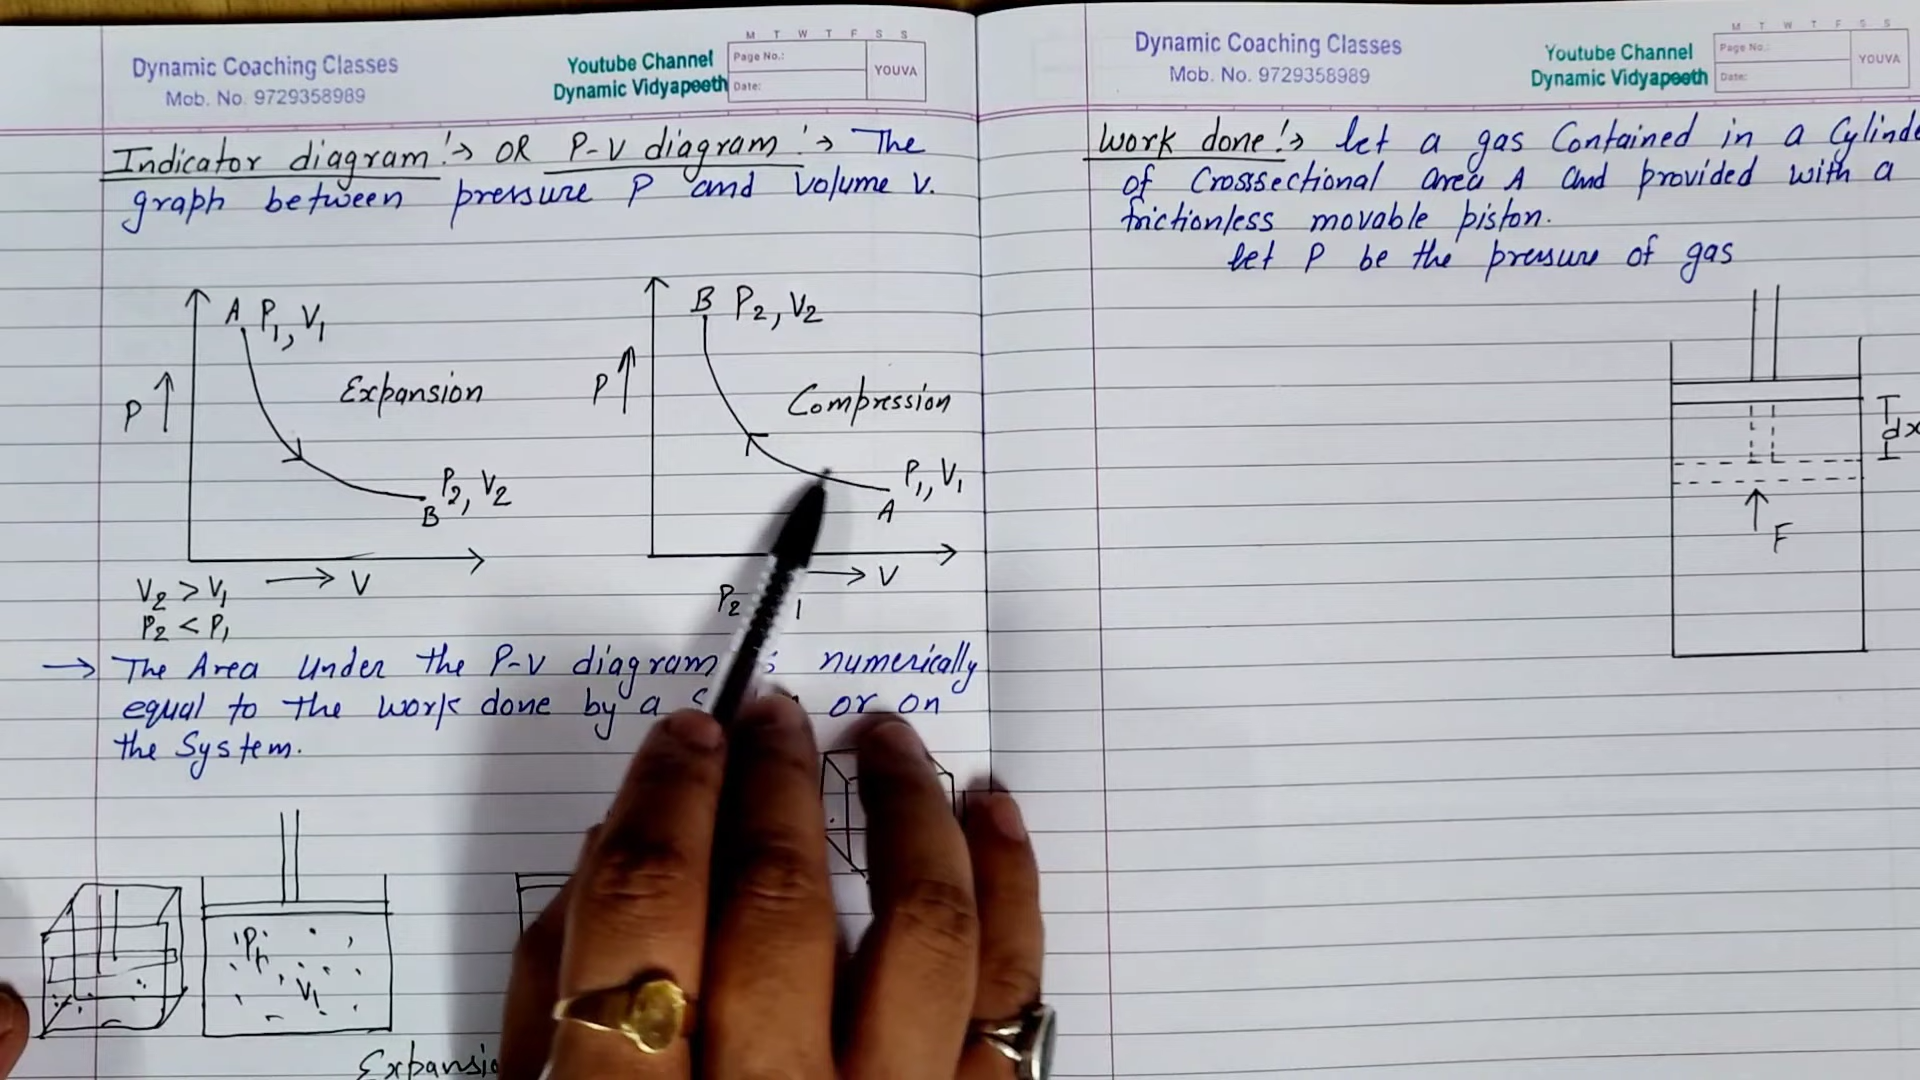 Dynamic Coaching Classes
Mob. No. 9729358989
Youtube Channel
Dynamic Vidyapeeth
M T W T F S S
Page No.:
Date:
YOUVA
Indicator diagram :→ OR P-V diagram :→ The
graph between pressure P and Volume V.
A P₁, V₁
P
Expansion
P₂, V₂
B
V
V₂ > V₁
P₂ < P₁
B P₂, V₂
P
Compression
P₁, V₁
A
V
P₂
→ The Area under the P-V diagram numerically
equal to the work done by a or on
the System.
P₁
V₁
Dynamic Coaching Classes
Mob. No. 9729358989
Youtube Channel
Dynamic Vidyapeeth
M T W T F S S
Page No.:
Date:
YOUVA
Work done :→ let a gas Contained in a
of Crosssectional area A and provided with a
frictionless movable piston.
let P be the pressure of gas
dx
F